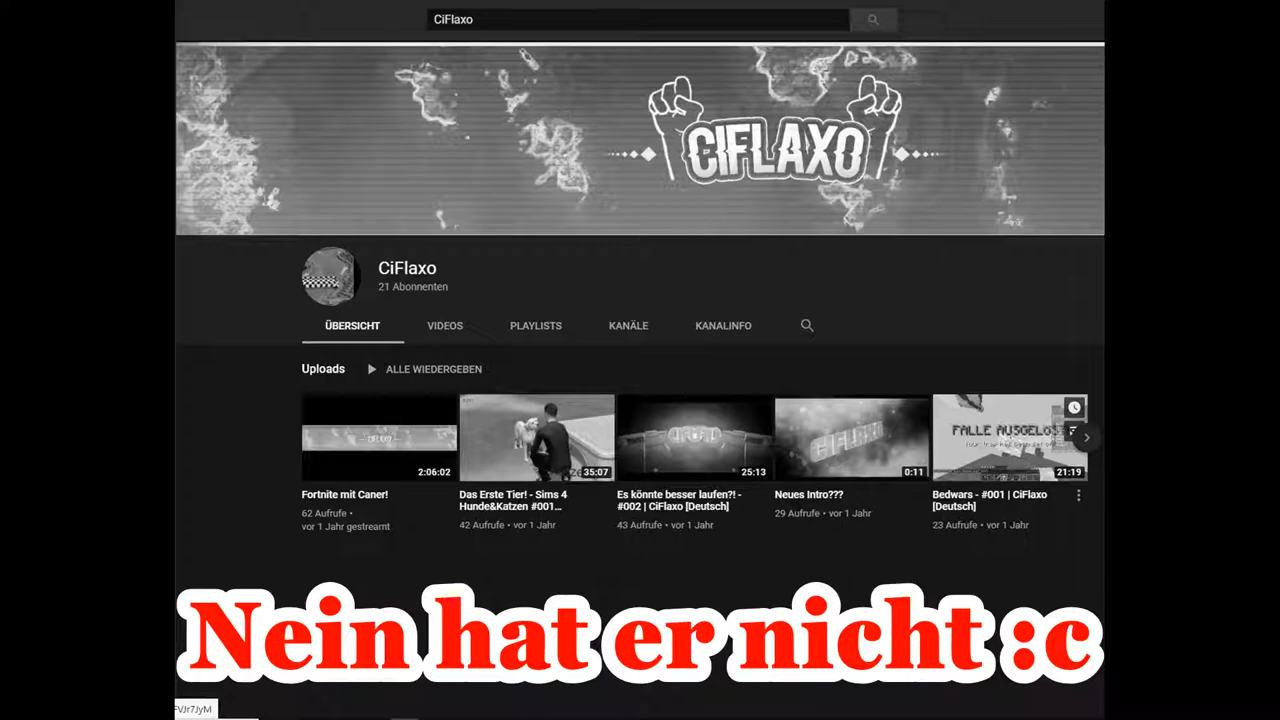 CiFlaxo
CIFLAXO
CiFlaxo
21 Abonnenten
ÜBERSICHT VIDEOS PLAYLISTS KANÄLE KANALINFO
Uploads ALLE WIEDERGEBEN
CIFLAXO
2:06:02
35:07
25:13
CIFLAXO
0:11
FALLE AUSGELÖST
21:19
Fortnite mit Caner!
62 Aufrufe •
vor 1 Jahr gestreamt
Das Erste Tier! - Sims 4
Hunde&Katzen #001...
42 Aufrufe • vor 1 Jahr
Es könnte besser laufen?! -
#002 | CiFlaxo [Deutsch]
43 Aufrufe • vor 1 Jahr
Neues Intro???
29 Aufrufe • vor 1 Jahr
Bedwars - #001 | CiFlaxo
[Deutsch]
23 Aufrufe • vor 1 Jahr
Nein hat er nicht :c